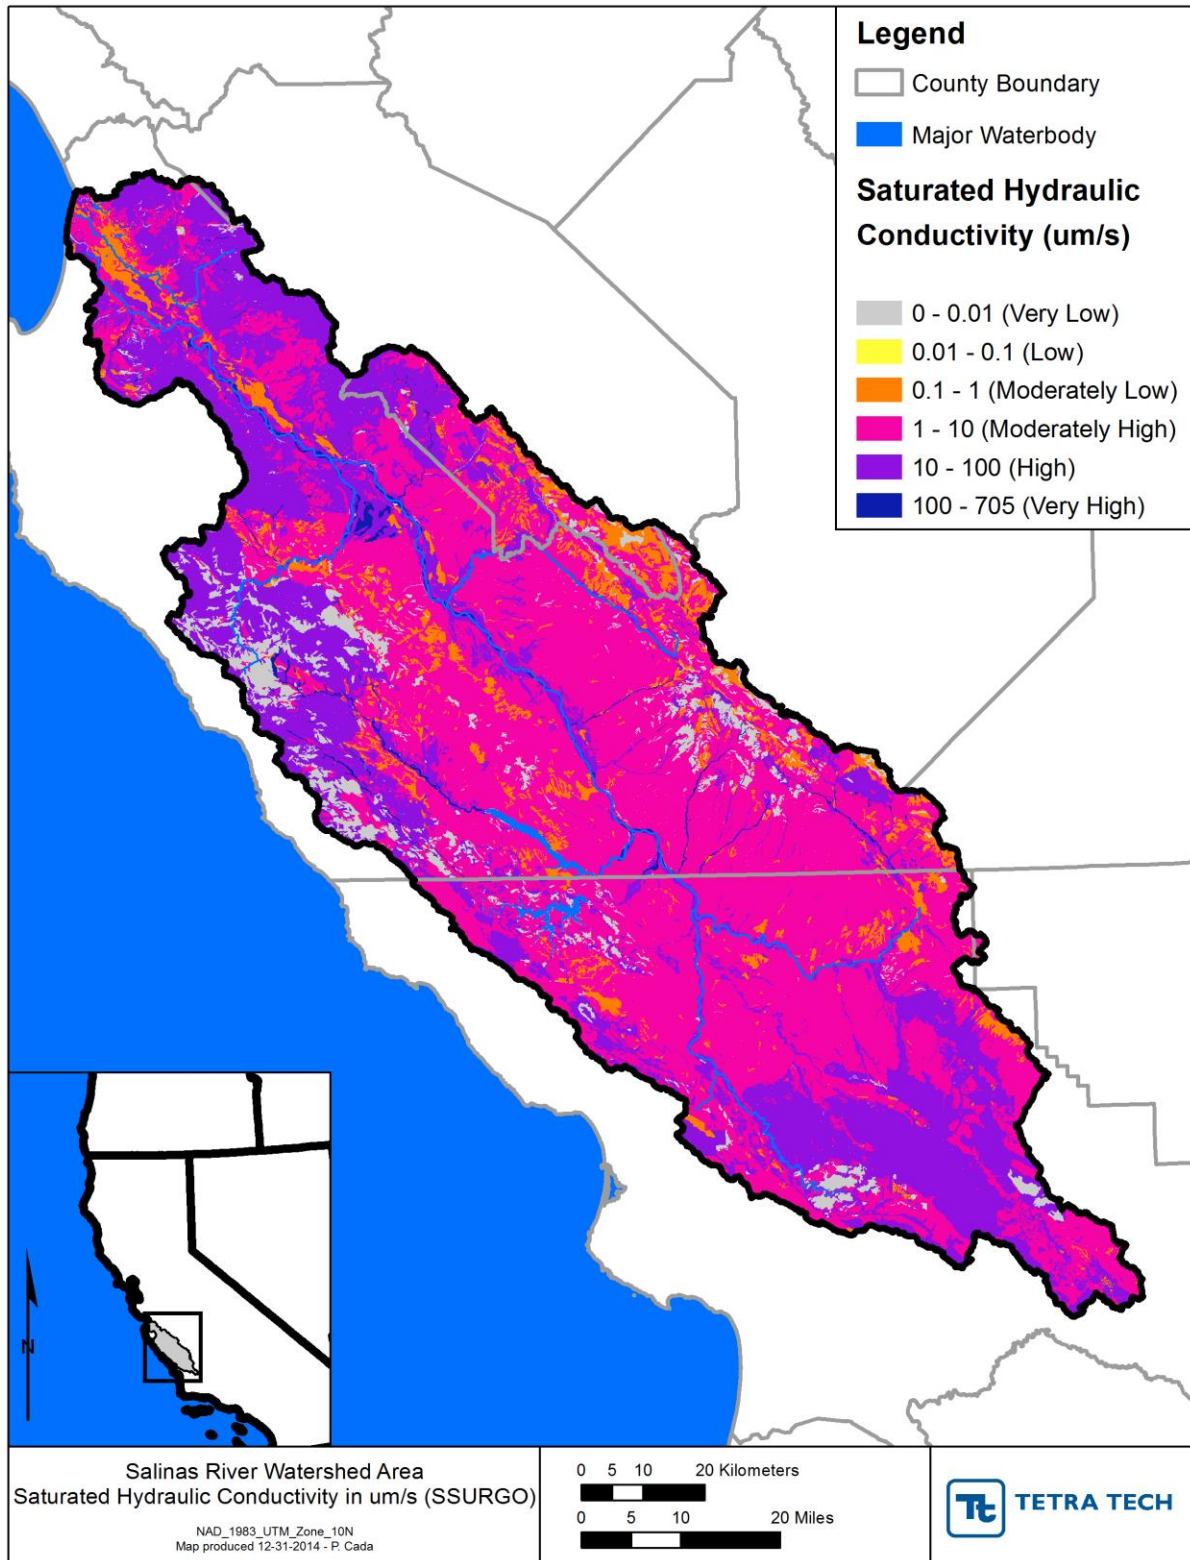 Legend
County Boundary
Major Waterbody
Saturated Hydraulic
Conductivity (um/s)
0 - 0.01 (Very Low)
0.01 - 0.1 (Low)
0.1 - 1 (Moderately Low)
1 - 10 (Moderately High)
10 - 100 (High)
100 - 705 (Very High)
N
Salinas River Watershed Area
Saturated Hydraulic Conductivity in um/s (SSURGO)
NAD_1983_UTM_Zone_10N
Map produced 12-31-2014 - P. Cada
0 5 10 20 Kilometers
0 5 10 20 Miles
Tt TETRA TECH